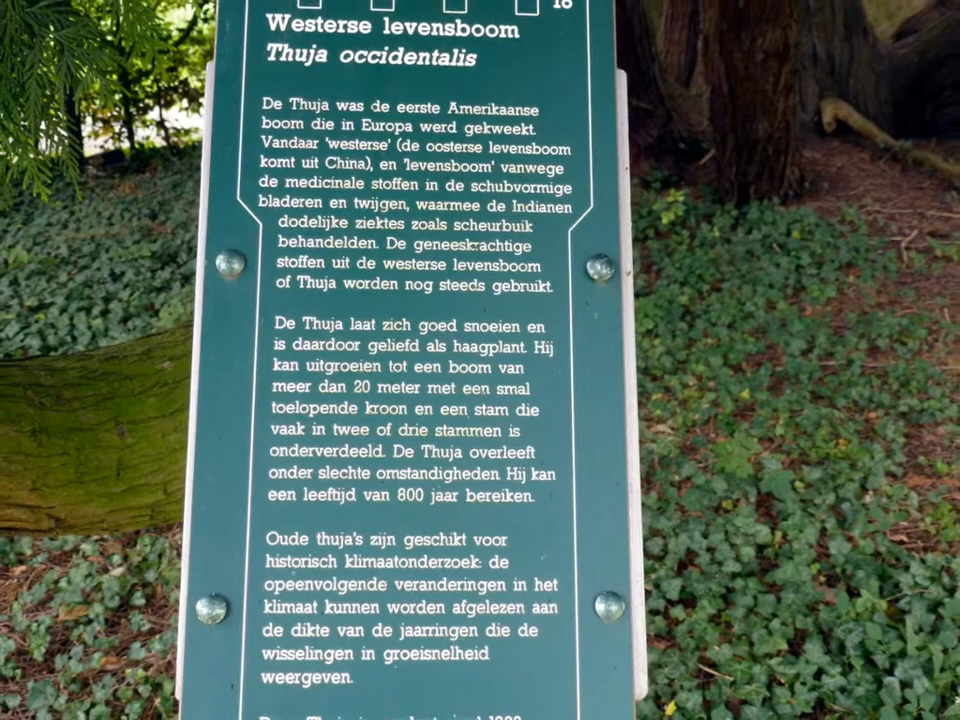 18
Westerse levensboom
Thuja occidentalis
De Thuja was de eerste Amerikaanse
boom die in Europa werd gekweekt.
Vandaar 'westerse' (de oosterse levensboom
komt uit China), en 'levensboom' vanwege
de medicinale stoffen in de schubvormige
bladeren en twijgen, waarmee de Indianen
dodelijke ziektes zoals scheurbuik
behandelden. De geneeskrachtige
stoffen uit de westerse levensboom
of Thuja worden nog steeds gebruikt.
De Thuja laat zich goed snoeien en
is daardoor geliefd als haagplant. Hij
kan uitgroeien tot een boom van
meer dan 20 meter met een smal
toelopende kroon en een stam die
vaak in twee of drie stammen is
onderverdeeld. De Thuja overleeft
onder slechte omstandigheden. Hij kan
een leeftijd van 800 jaar bereiken.
Oude thuja's zijn geschikt voor
historisch klimaatonderzoek: de
opeenvolgende veranderingen in het
klimaat kunnen worden afgelezen aan
de dikte van de jaarringen die de
wisselingen in groeisnelheid
weergeven.
Deze Thuja is